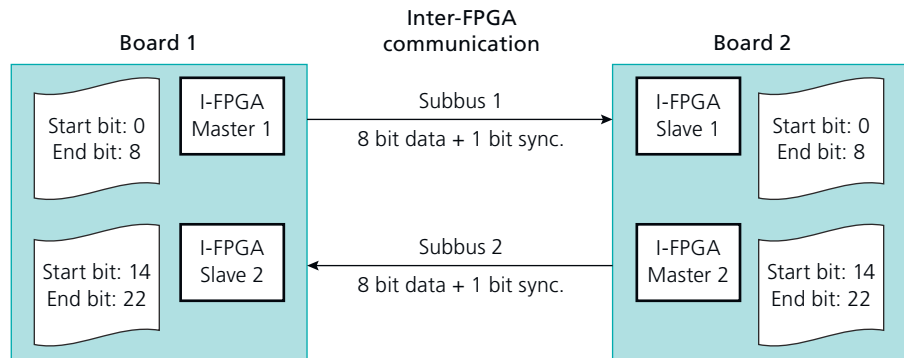 Inter-FPGA
communication
Board 1
Board 2
Start bit: 0
End bit: 8
I-FPGA
Master 1
Subbus 1
8 bit data + 1 bit sync.
I-FPGA
Slave 1
Start bit: 0
End bit: 8
Start bit: 14
End bit: 22
I-FPGA
Slave 2
Subbus 2
8 bit data + 1 bit sync.
I-FPGA
Master 2
Start bit: 14
End bit: 22